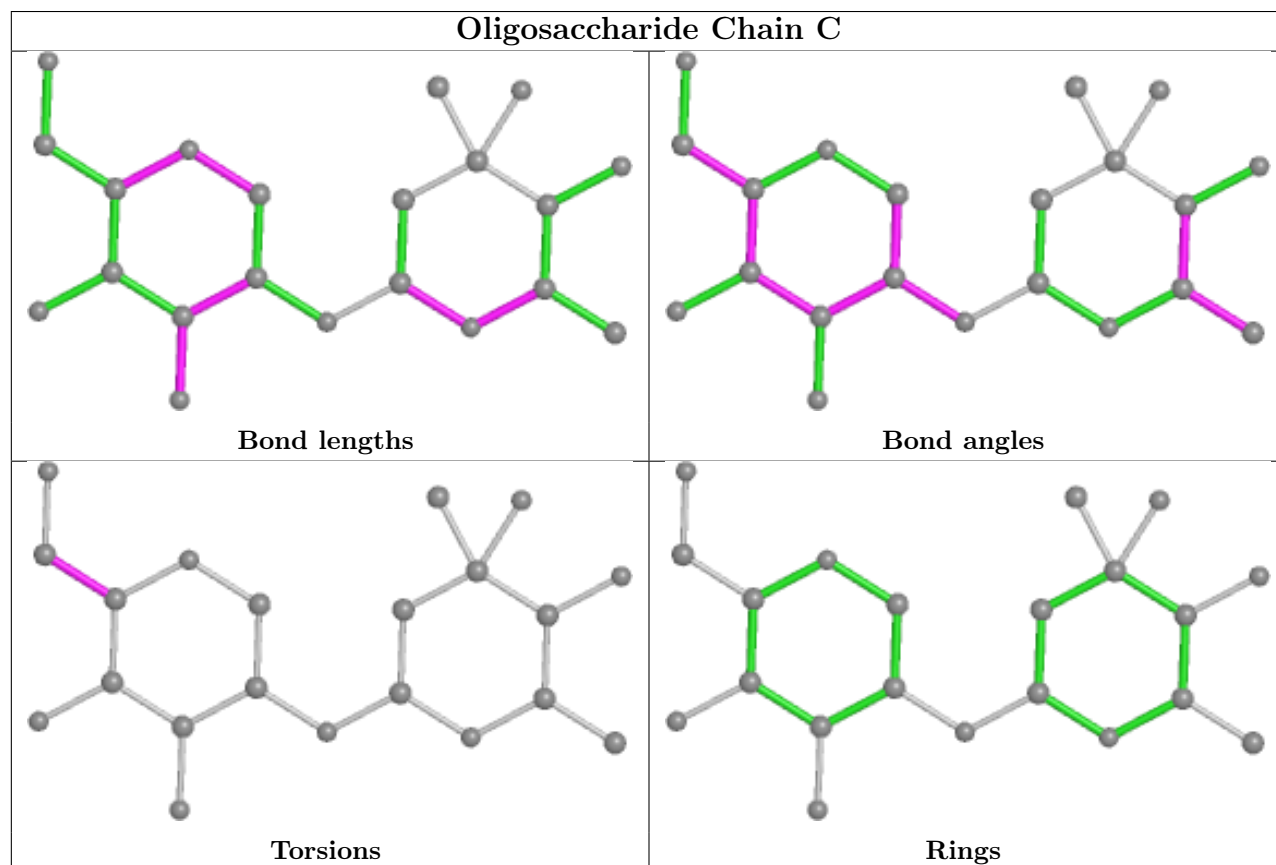 Oligosaccharide Chain C
Bond lengths
Bond angles
Torsions
Rings